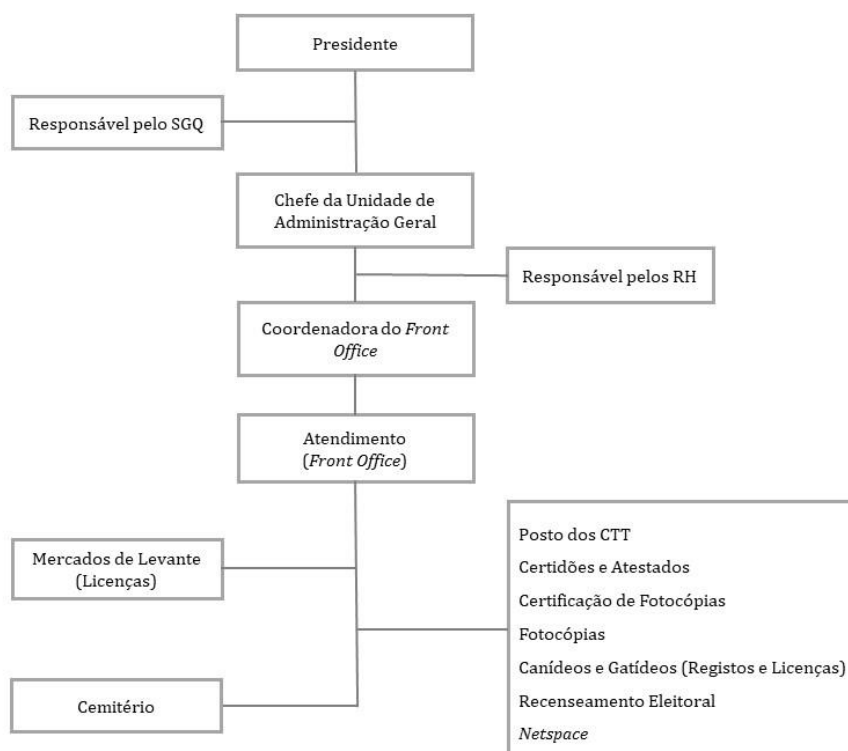 Presidente
Responsável pelo SGQ
Chefe da Unidade de
Administração Geral
Responsável pelos RH
Coordenadora do Front
Office
Atendimento
(Front Office)
Mercados de Levante
(Licenças)
Posto dos CTT
Certidões e Atestados
Certificação de Fotocópias
Fotocópias
Canídeos e Gatídeos (Registos e Licenças)
Recenseamento Eleitoral
Netspace
Cemitério